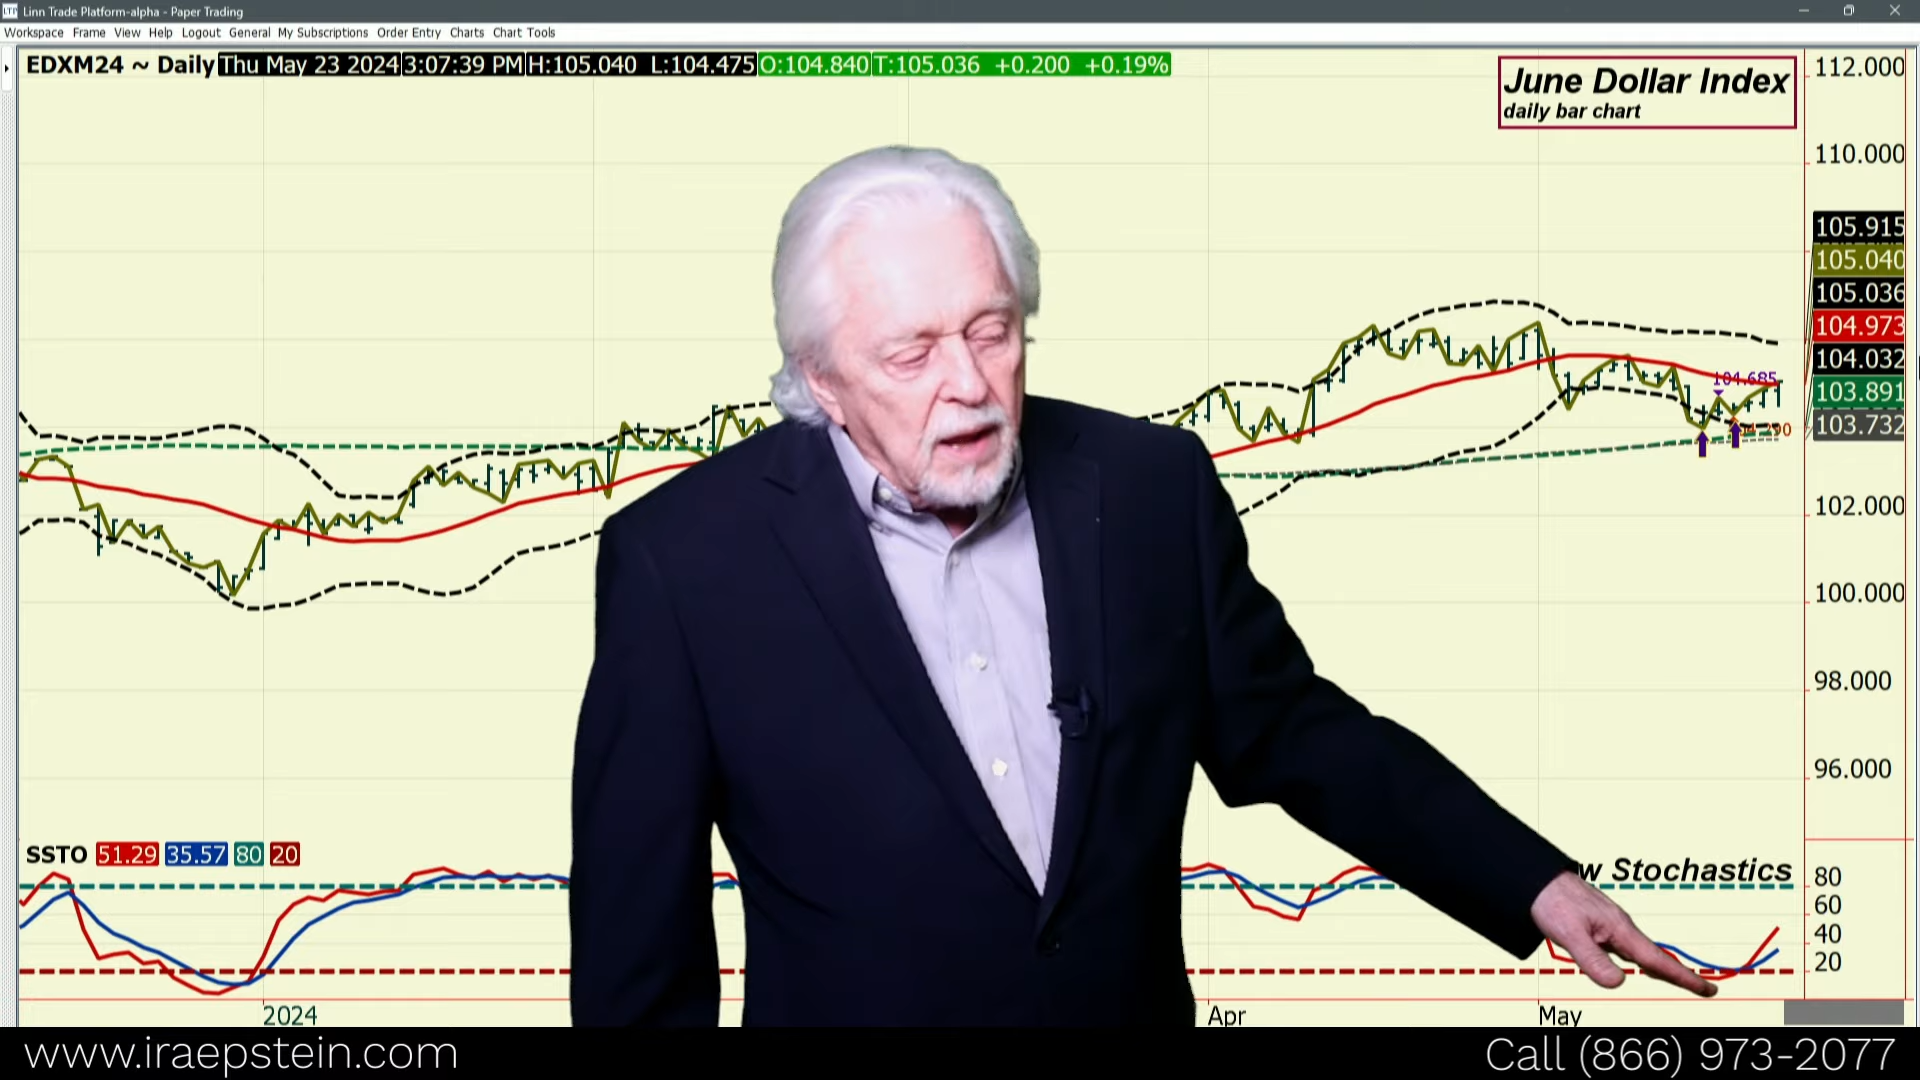 LTP Linn Trade Platform-alpha - Paper Trading
Workspace Frame View Help Logout General My Subscriptions Order Entry Charts Chart Tools
EDXM24 ~ Daily Thu May 23 2024 3:07:39 PM H:105.040 L:104.475 O:104.840 T:105.036 +0.200 +0.19%
June Dollar Index
daily bar chart
112.000
110.000
105.915
105.040
105.036
104.973
104.032
103.891
103.732
104.685
102.000
100.000
98.000
96.000
SSTO 51.29 35.57 80 20
w Stochastics
80
60
40
20
2024 Apr May
www.iraepstein.com Call (866) 973-2077